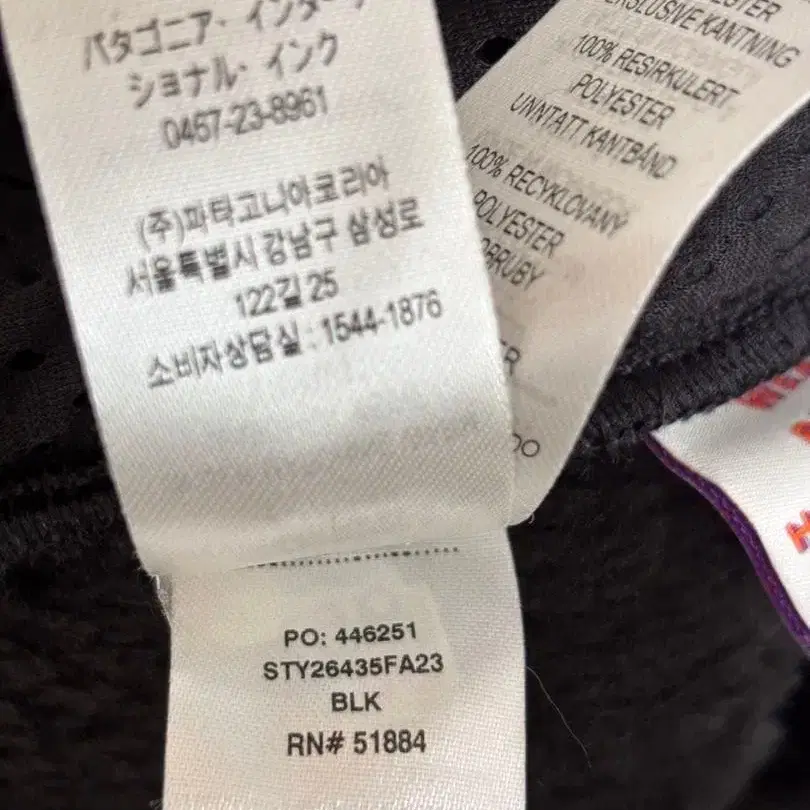 パタゴニア・インターナ
ショナル・インク
0457-23-8961
(주)파타고니아코리아
서울특별시 강남구 삼성로
122길 25
소비자상담실 : 1544-1876
EKSLUSIVE KANTNING
100% RESIRKULERT
POLYESTER
UNNTATT KANTBÅND
100% RECYKLOVANÝ
POLYESTER
PO: 446251
STY26435FA23
BLK
RN# 51884